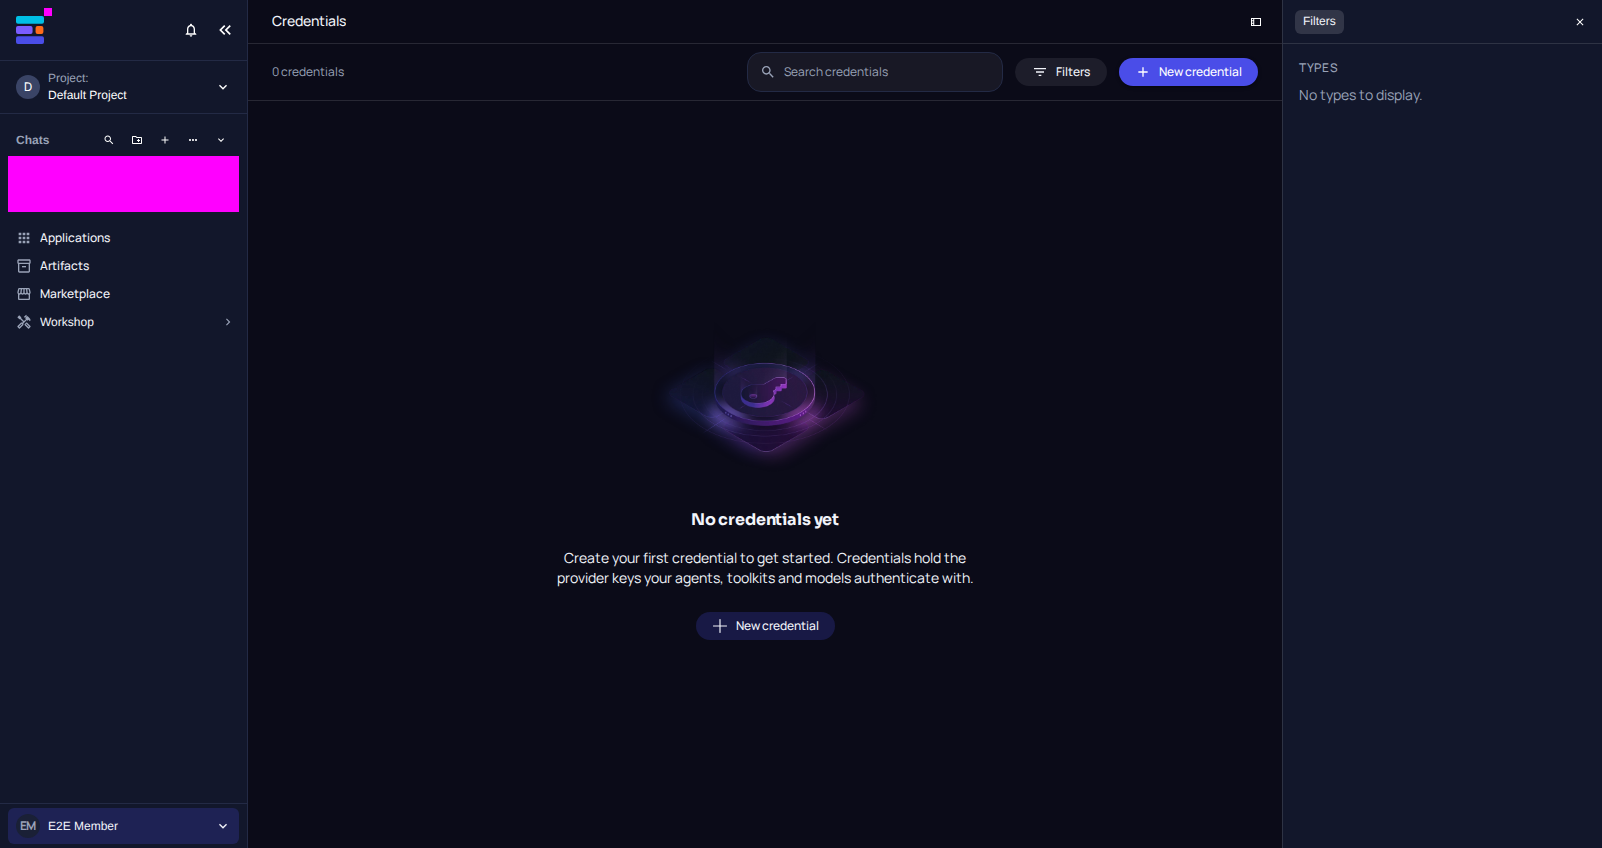 Project:
D
Default Project
Chats
Applications
Artifacts
Marketplace
Workshop
EM
E2E Member
Credentials
0 credentials
Search credentials
Filters
New credential
No credentials yet
Create your first credential to get started. Credentials hold the
provider keys your agents, toolkits and models authenticate with.
New credential
Filters
TYPES
No types to display.